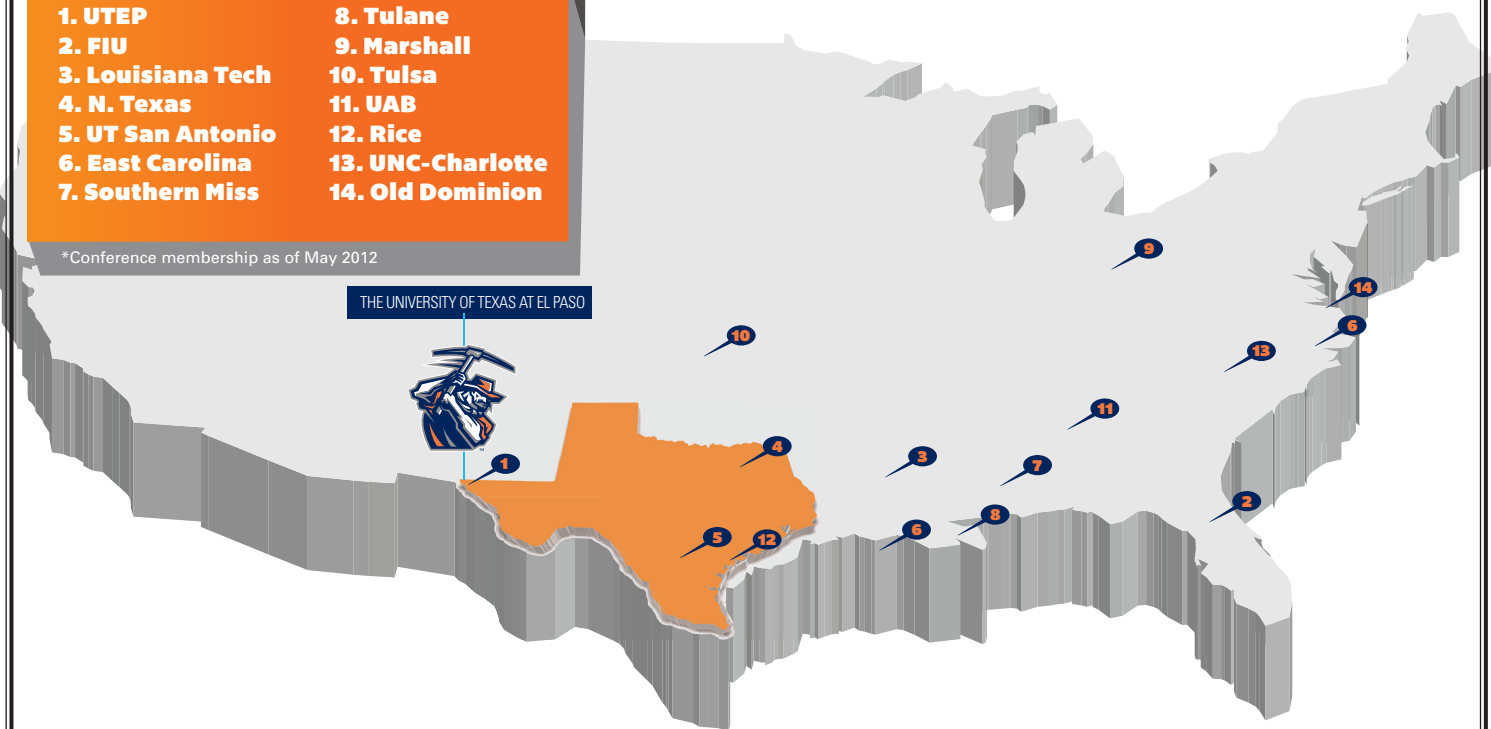 1. UTEP
2. FIU
3. Louisiana Tech
4. N. Texas
5. UT San Antonio
6. East Carolina
7. Southern Miss
8. Tulane
9. Marshall
10. Tulsa
11. UAB
12. Rice
13. UNC-Charlotte
14. Old Dominion
*Conference membership as of May 2012
THE UNIVERSITY OF TEXAS AT EL PASO
9
14
6
10
13
11
4
3
1
7
2
8
6
5
12